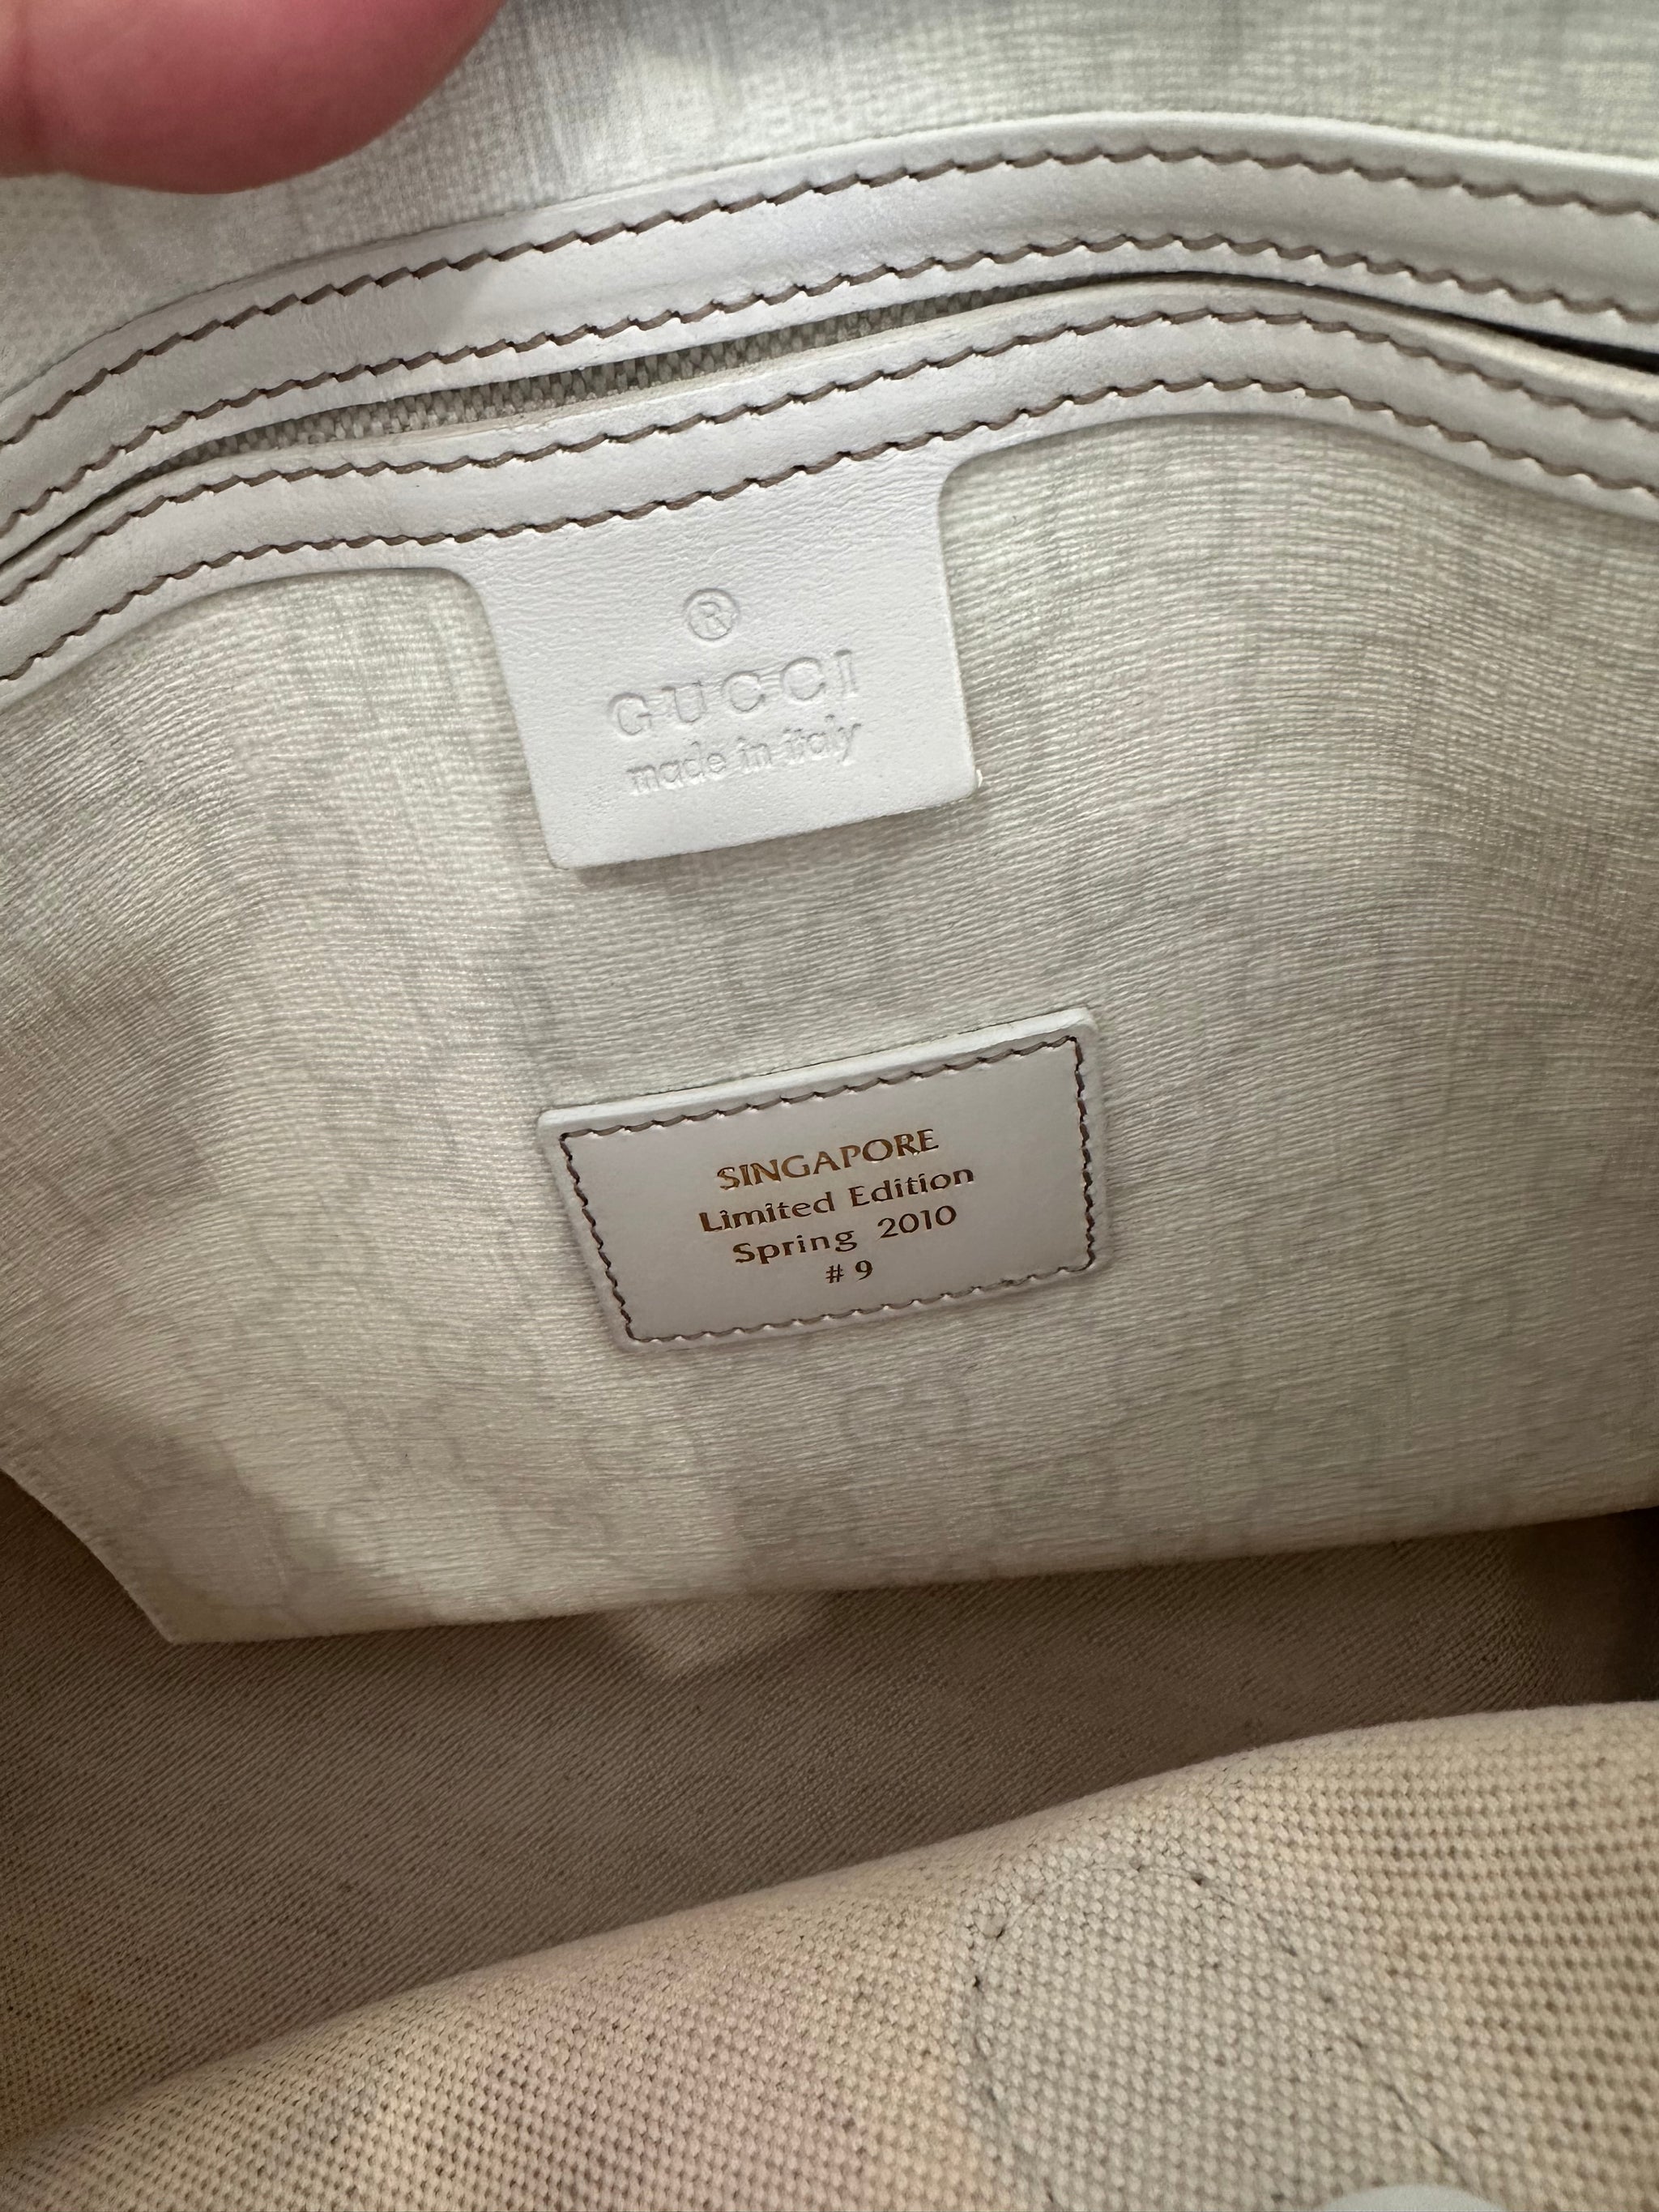 ®
GUCCI
made in italy
SINGAPORE
Limited Edition
Spring 2010
# 9